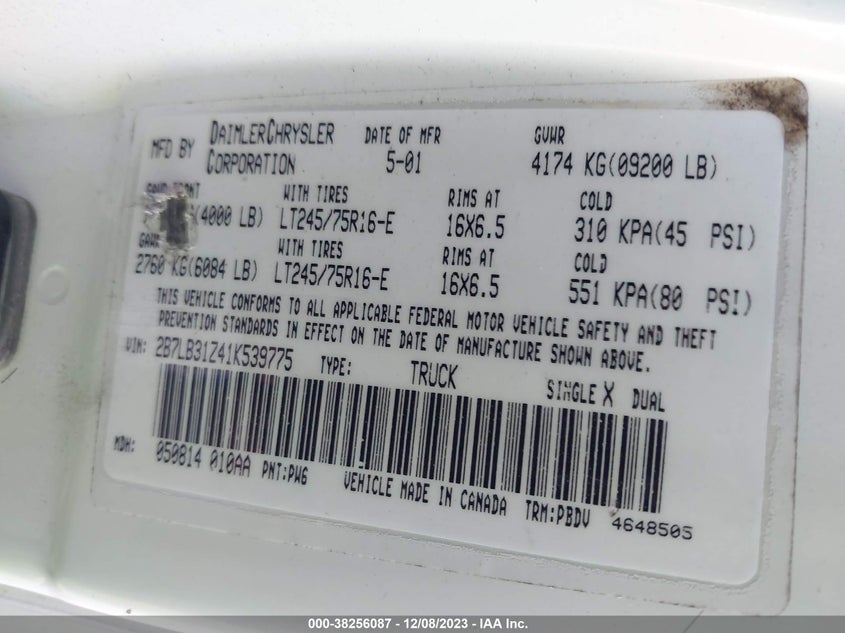 MFD BY DAIMLERCHRYSLER CORPORATION DATE OF MFR 5-01 GVWR 4174 KG(09200 LB)
FRONT WITH TIRES RIMS AT COLD
(4000 LB) LT245/75R16-E 16X6.5 310 KPA(45 PSI)
WITH TIRES RIMS AT COLD
2760 KG(6084 LB) LT245/75R16-E 16X6.5 551 KPA(80 PSI)
THIS VEHICLE CONFORMS TO ALL APPLICABLE FEDERAL MOTOR VEHICLE SAFETY AND THEFT
PREVENTION STANDARDS IN EFFECT ON THE DATE OF MANUFACTURE SHOWN ABOVE.
VIN: 2B7LB31Z41K539775 TYPE: TRUCK SINGLE X DUAL
MDH: 050814 010AA PNT:PW6 VEHICLE MADE IN CANADA TRM:PBDV 4648505
000-38256087 - 12/08/2023 - IAA Inc.